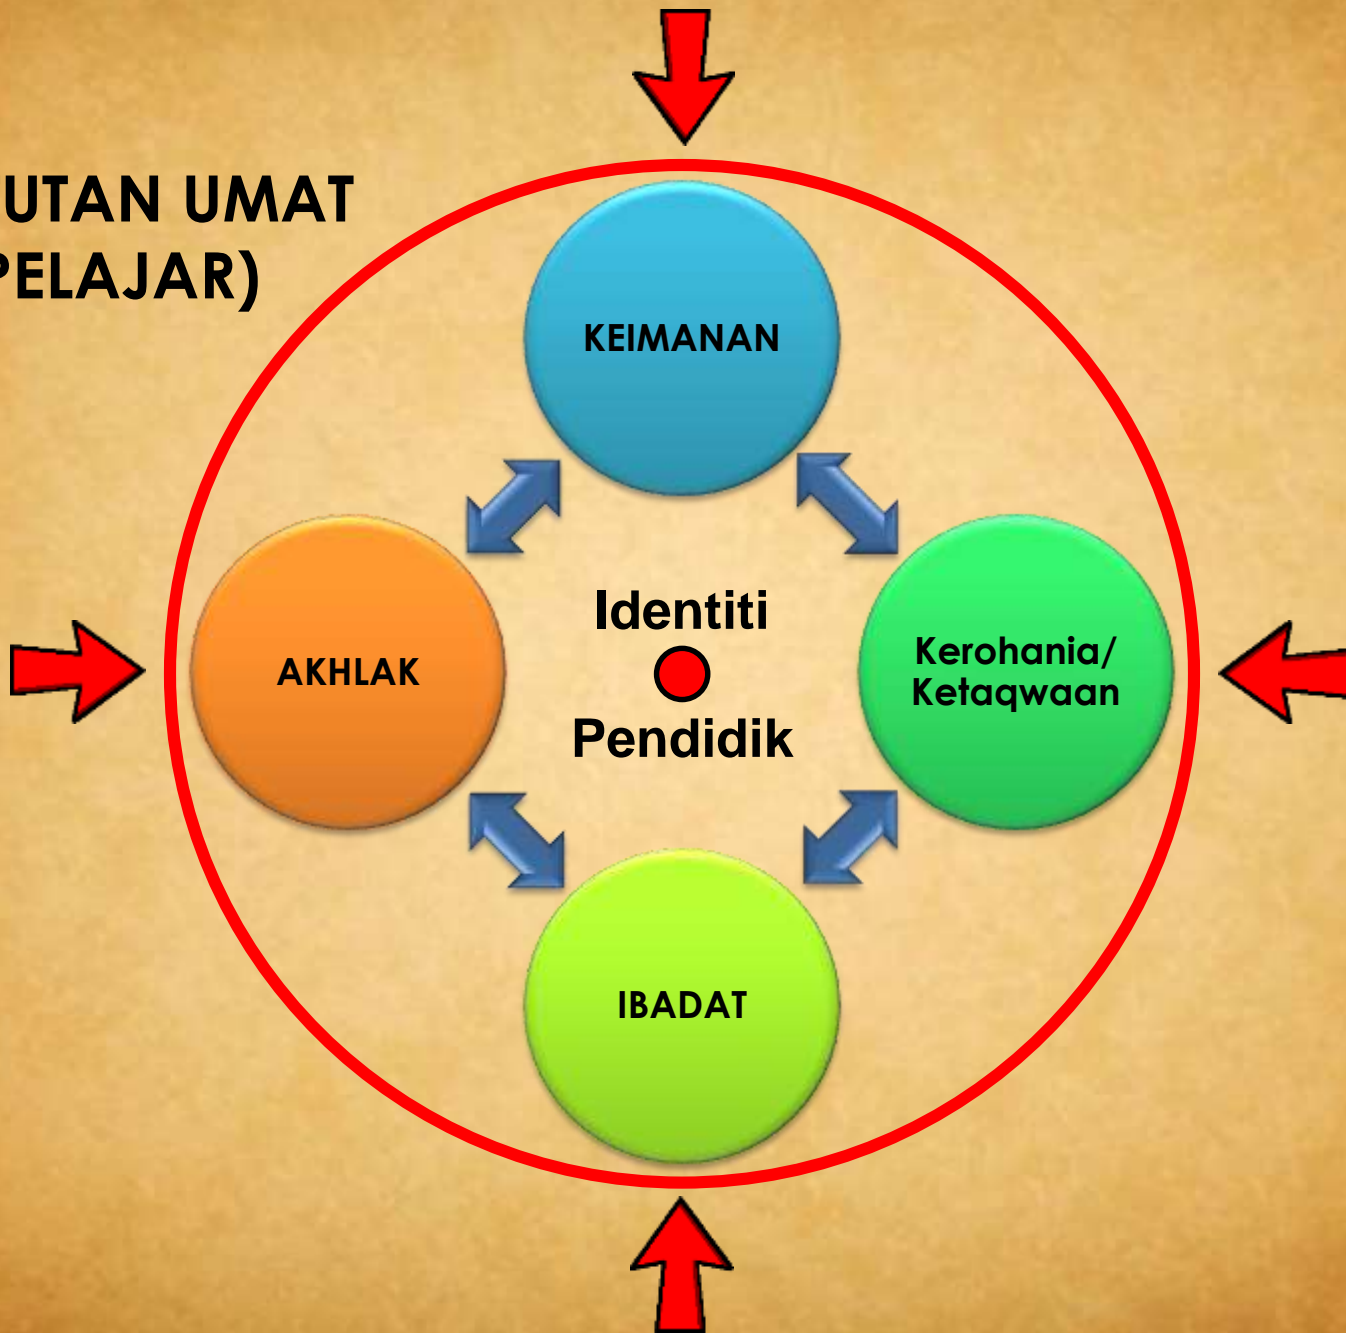 UTAN UMAT
PELAJAR)
KEIMANAN
AKHLAK
Identiti
Pendidik
Kerohania/
Ketaqwaan
IBADAT